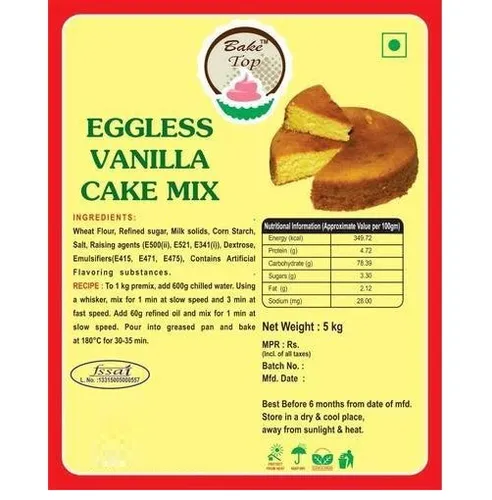 Bake TM
Top
EGGLESS
VANILLA
CAKE MIX
INGREDIENTS:
Wheat Flour, Refined sugar, Milk solids, Corn Starch,
Salt, Raising agents (E500(ii), E521, E341(i)), Dextrose,
Emulsifiers(E415, E471, E475), Contains Artificial
Flavoring substances.
RECIPE : To 1 kg premix, add 600g chilled water. Using
a whisker, mix for 1 min at slow speed and 3 min at
fast speed. Add 60g refined oil and mix for 1 min at
slow speed. Pour into greased pan and bake
at 180°C for 30-35 min.
fssai
L. No. :13315000000557
Nutritional Information (Approximate Value per 100gm)
Energy (kcal) 349.72
Protein (g) 4.72
Carbohydrate (g) 78.39
Sugars (g) 3.30
Fat (g) 2.12
Sodium (mg) 28.00
Net Weight : 5 kg
MPR : Rs.
(Incl. of all taxes)
Batch No. :
Mfd. Date :
Best Before 6 months from date of mfd.
Store in a dry & cool place,
away from sunlight & heat.
PROTECT
FROM HEAT
KEEP DRY